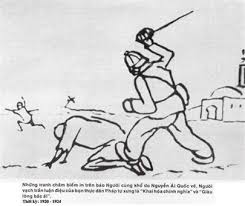 Những tranh châm biếm in trên báo Người cùng khổ do Nguyễn Ái Quốc vẽ, Người
vạch trần luận điệu của bọn thực dân Pháp tự xưng là "Khai hóa chính nghĩa" và "Giàu
lòng bác ái".
Thời kỳ: 1920 - 1924